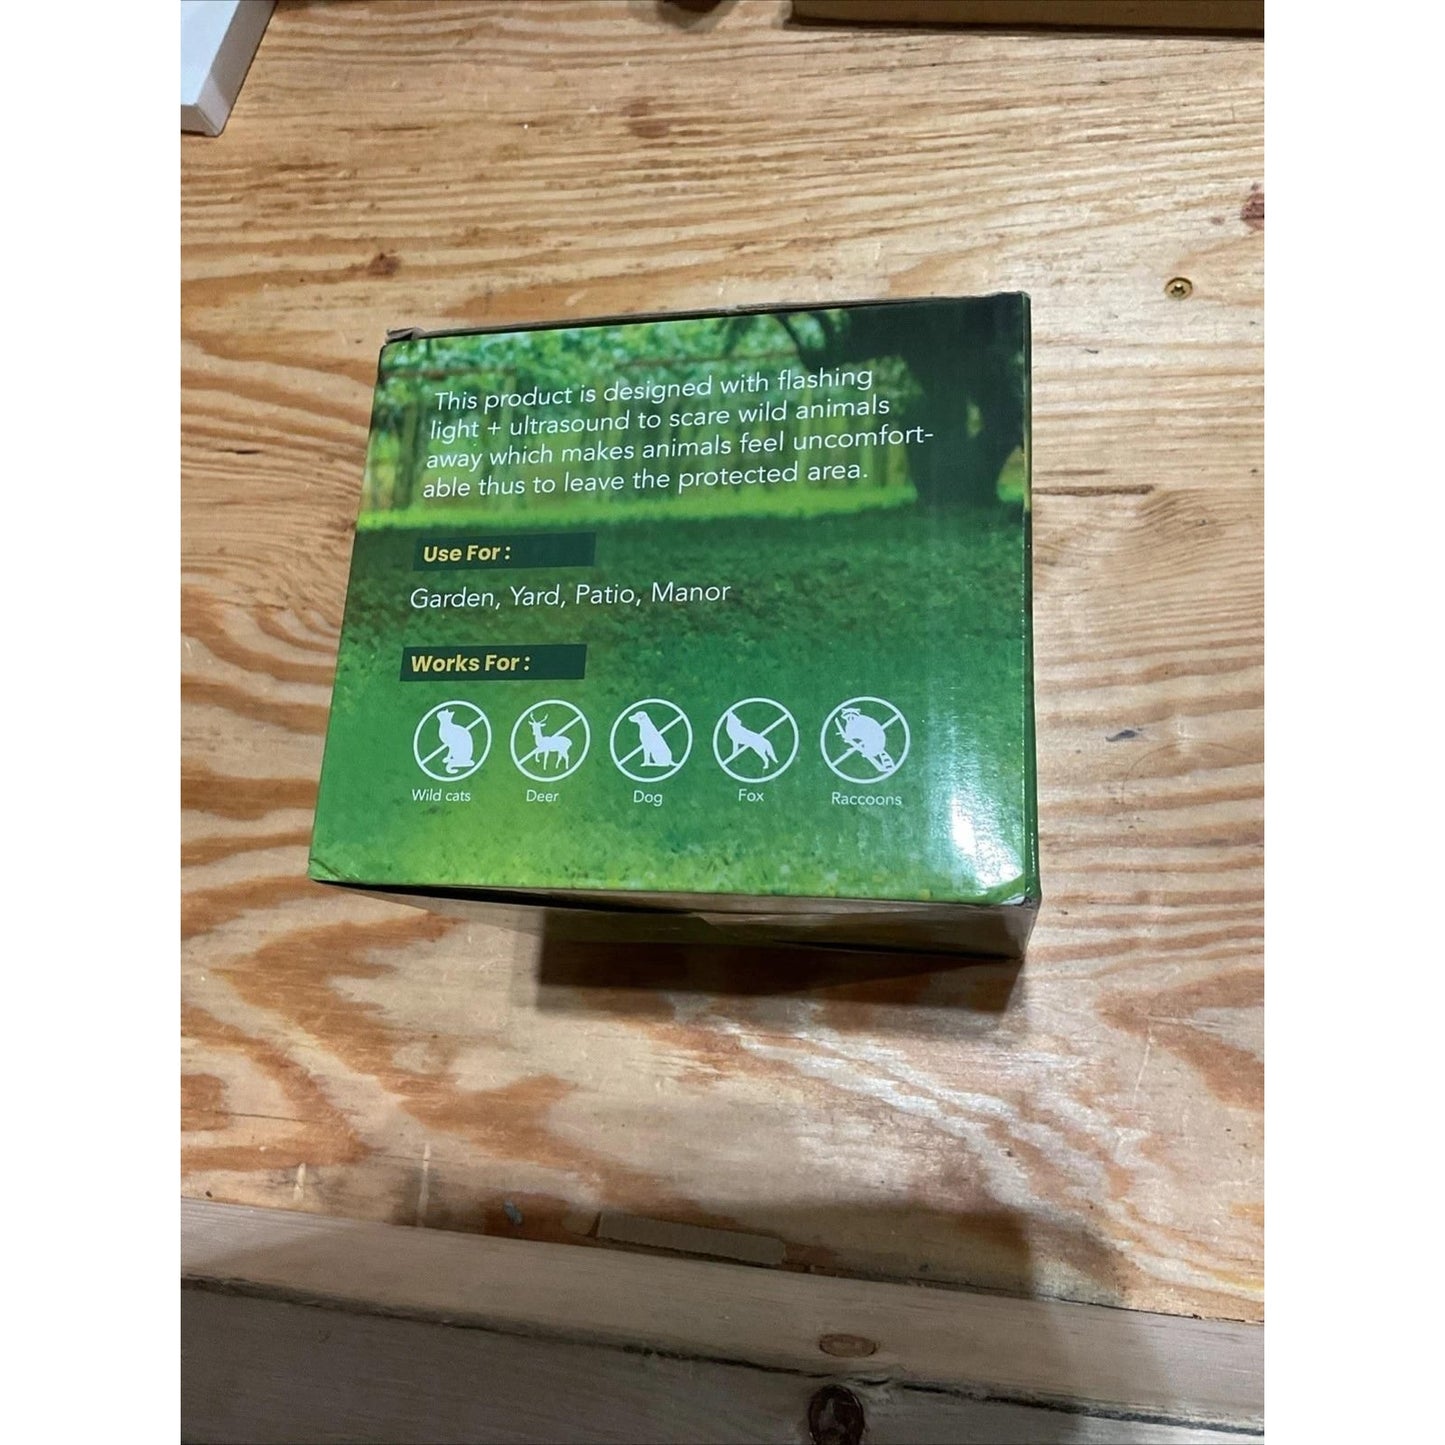 This product is designed with flashing
light + ultrasound to scare wild animals
away which makes animals feel uncomfort-
able thus to leave the protected area.
Use For :
Garden, Yard, Patio, Manor
Works For :
Wild cats Deer Dog Fox Raccoons